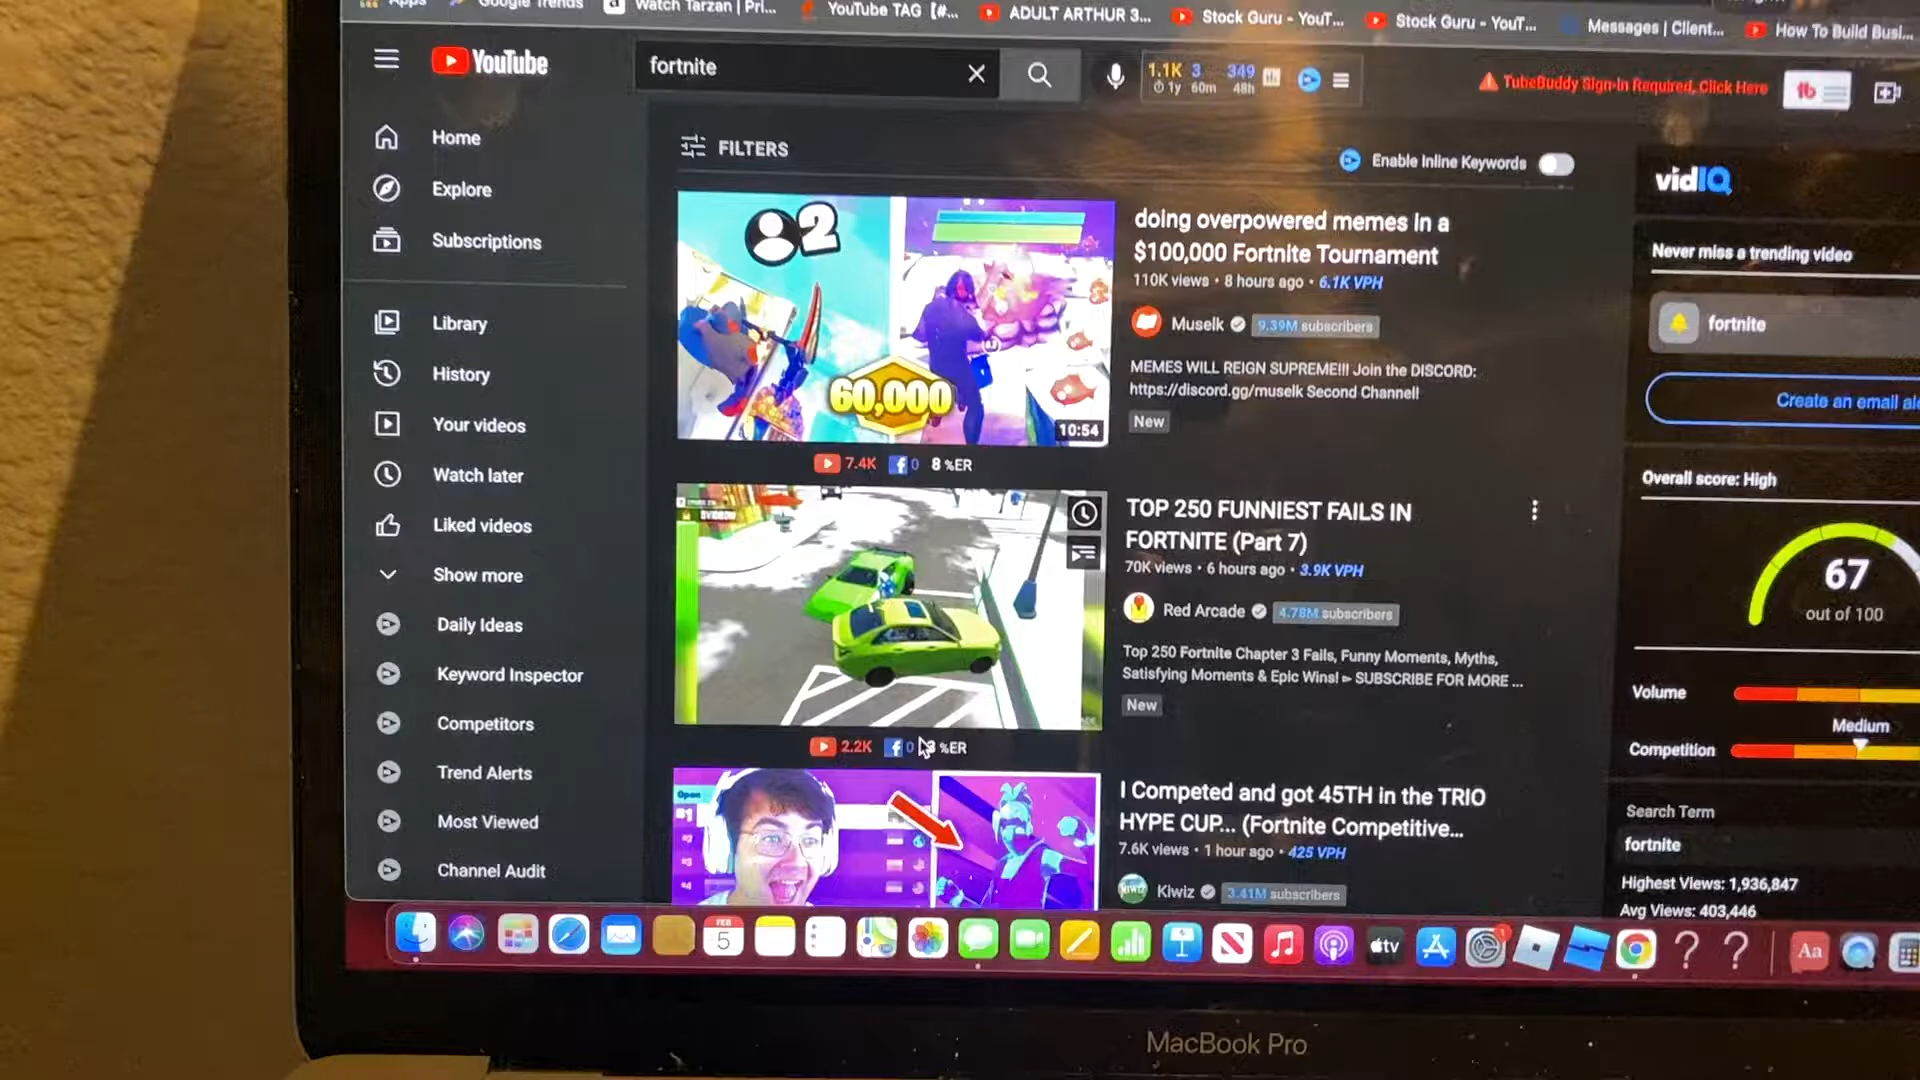 Apps
Google Trends
Watch Tarzan | Pri...
YouTube TAG [#...
ADULT ARTHUR 3...
Stock Guru - YouT...
Stock Guru - YouT...
Messages | Client...
How To Build Busi...
YouTube
fortnite
1.1K 3 349
1y 60m 48h
TubeBuddy Sign-In Required, Click Here
tb
Home
Explore
Subscriptions
Library
History
Your videos
Watch later
Liked videos
Show more
Daily Ideas
Keyword Inspector
Competitors
Trend Alerts
Most Viewed
Channel Audit
FILTERS
Enable Inline Keywords
2
60,000
10:54
doing overpowered memes in a
$100,000 Fortnite Tournament
110K views • 8 hours ago • 6.1K VPH
Muselk
9.39M subscribers
MEMES WILL REIGN SUPREME!!! Join the DISCORD:
https://discord.gg/muselk Second Channel!
New
7.4K
0
8 %ER
TOP 250 FUNNIEST FAILS IN
FORTNITE (Part 7)
70K views • 6 hours ago • 3.9K VPH
Red Arcade
4.78M subscribers
Top 250 Fortnite Chapter 3 Fails, Funny Moments, Myths,
Satisfying Moments & Epic Wins! ► SUBSCRIBE FOR MORE ...
New
2.2K
0
%ER
Open
#1
I Competed and got 45TH in the TRIO
HYPE CUP... (Fortnite Competitive...
7.6K views • 1 hour ago • 425 VPH
Kiwiz
3.41M subscribers
vidIQ
Never miss a trending video
fortnite
Create an email
Overall score: High
67
out of 100
Volume
Medium
Competition
Search Term
fortnite
Highest Views: 1,936,847
Avg Views: 403,446
FEB
5
tv
1
Aa
MacBook Pro